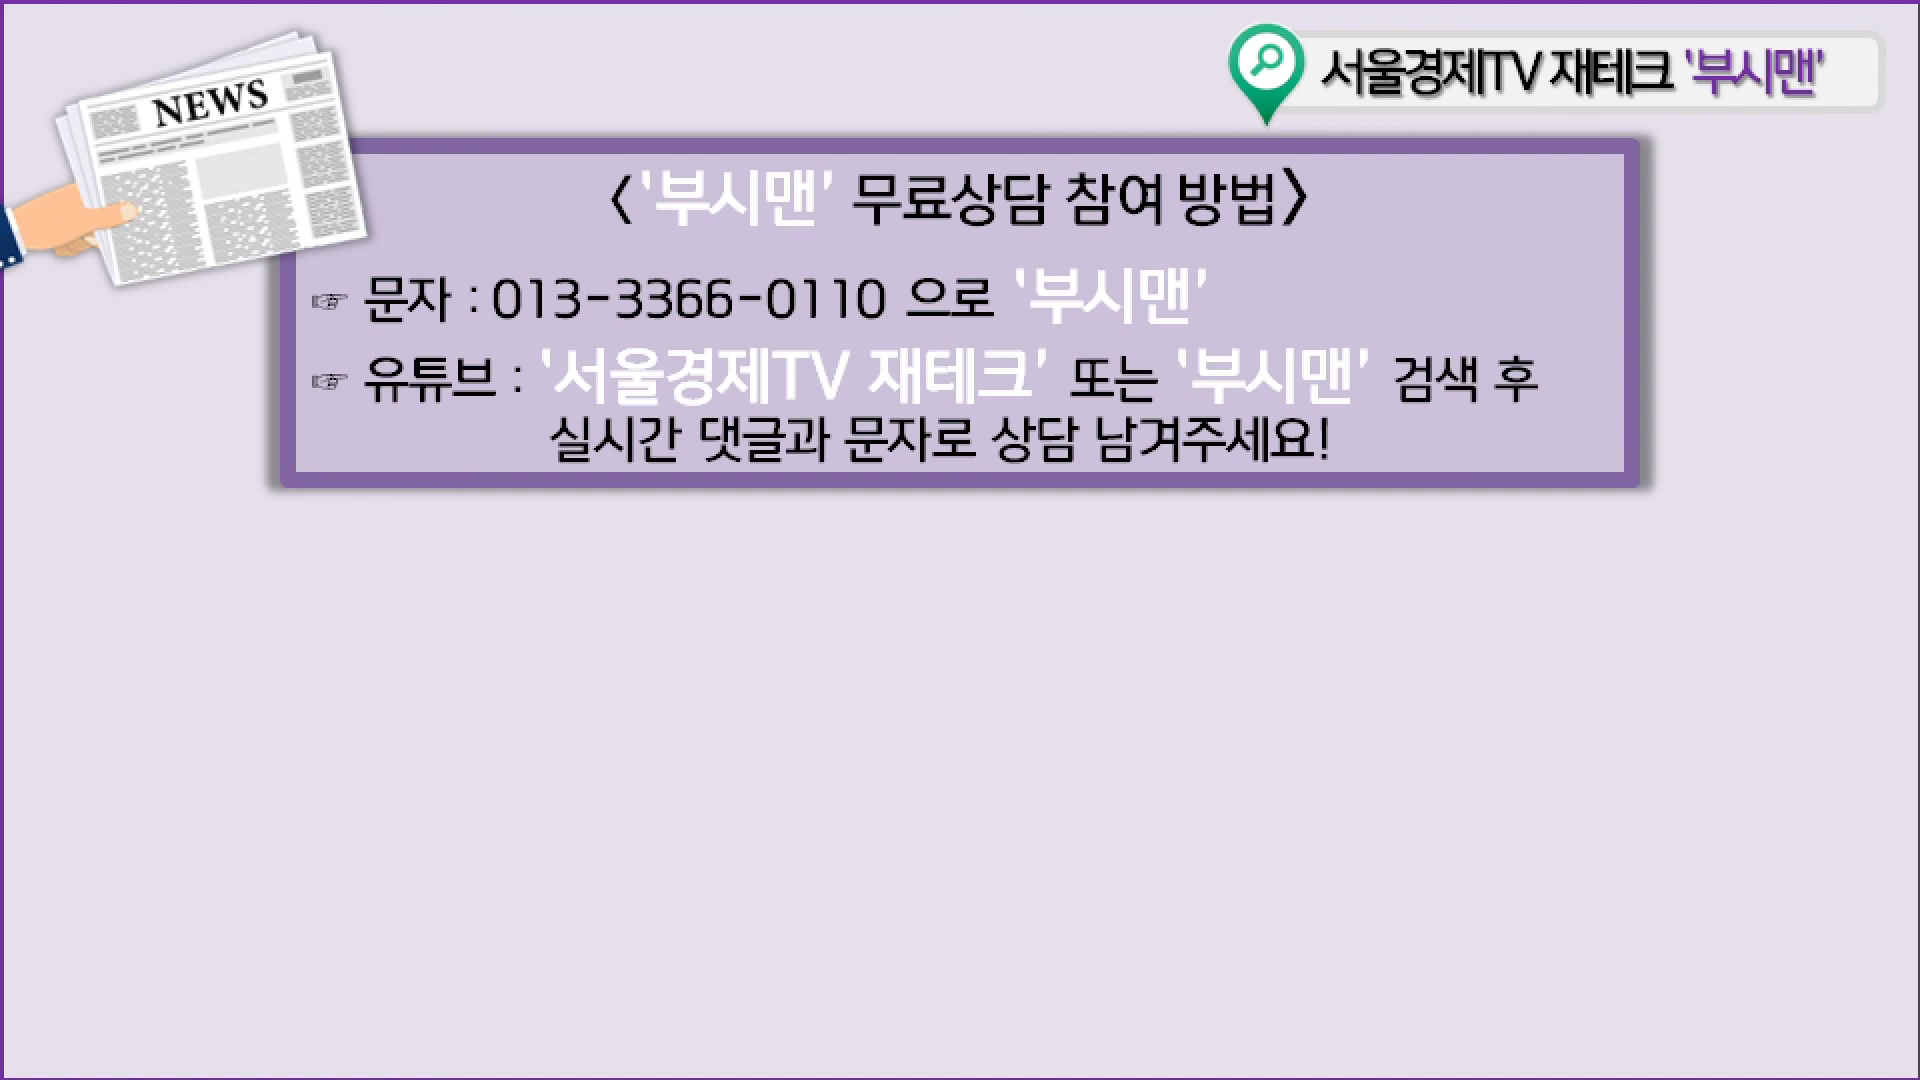 NEWS
서울경제TV 재테크 '부시맨'
〈'부시맨' 무료상담 참여 방법〉
☞ 문자 : 013-3366-0110 으로 '부시맨'
☞ 유튜브 : '서울경제TV 재테크' 또는 '부시맨' 검색 후
실시간 댓글과 문자로 상담 남겨주세요!